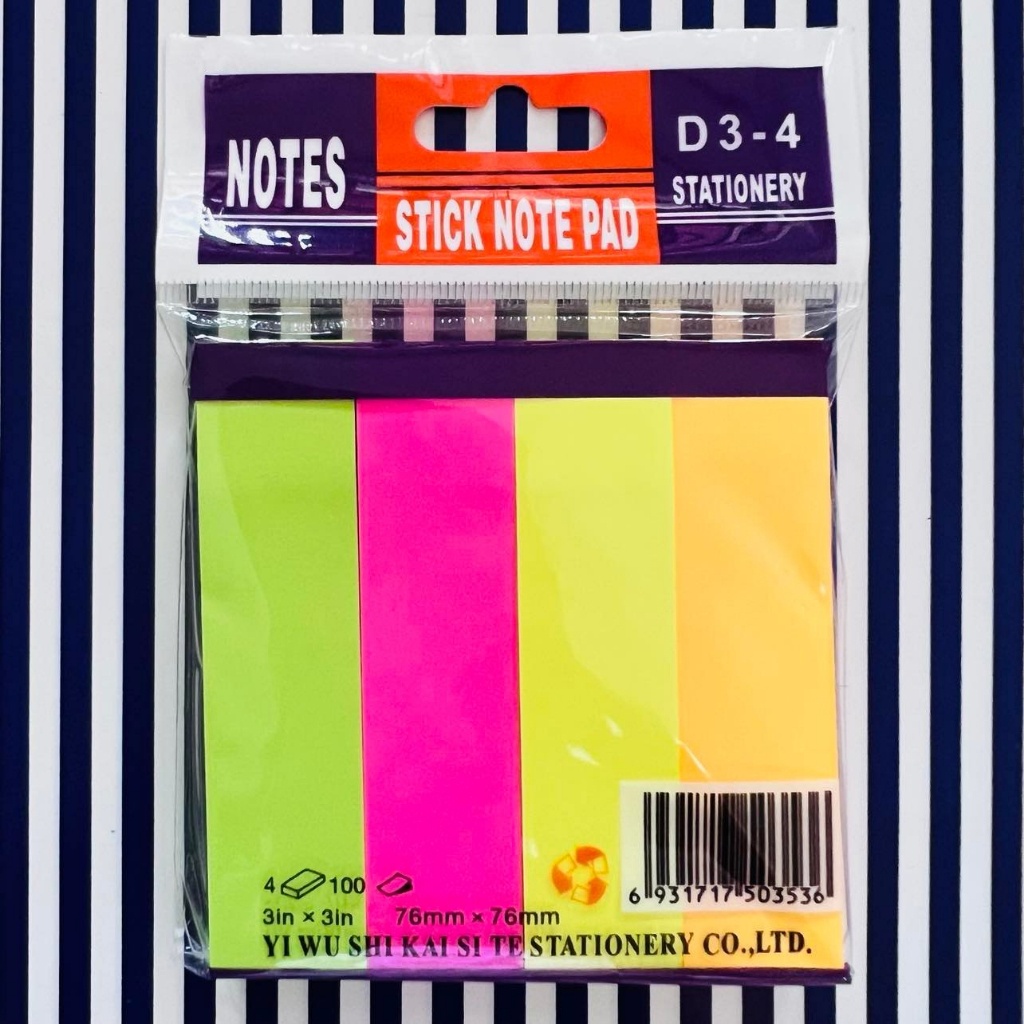 NOTES
STICK NOTE PAD
D3-4
STATIONERY
4 100
3in × 3in 76mm × 76mm
YI WU SHI KAI SI TE STATIONERY CO.,LTD.
6 931717 503536